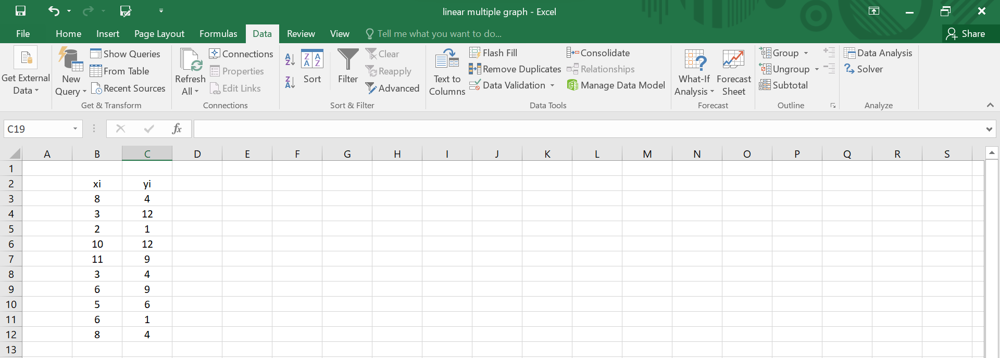 linear multiple graph - Excel
File Home Insert Page Layout Formulas Data Review View Tell me what you want to do... Share
Get External Data
New Query
Show Queries
From Table
Recent Sources
Get & Transform
Refresh All
Connections
Properties
Edit Links
Connections
A Z
Z A
Z A A Z
Sort
Filter
Clear
Reapply
Advanced
Sort & Filter
Text to Columns
Flash Fill
Remove Duplicates
Data Validation
Consolidate
Relationships
Manage Data Model
Data Tools
What-If Analysis
Forecast Sheet
Forecast
Group
Ungroup
Subtotal
Outline
Data Analysis
Solver
Analyze
C19 fx
A B C D E F G H I J K L M N O P Q R S
1
2 xi yi
3 8 4
4 3 12
5 2 1
6 10 12
7 11 9
8 3 4
9 6 9
10 5 6
11 6 1
12 8 4
13